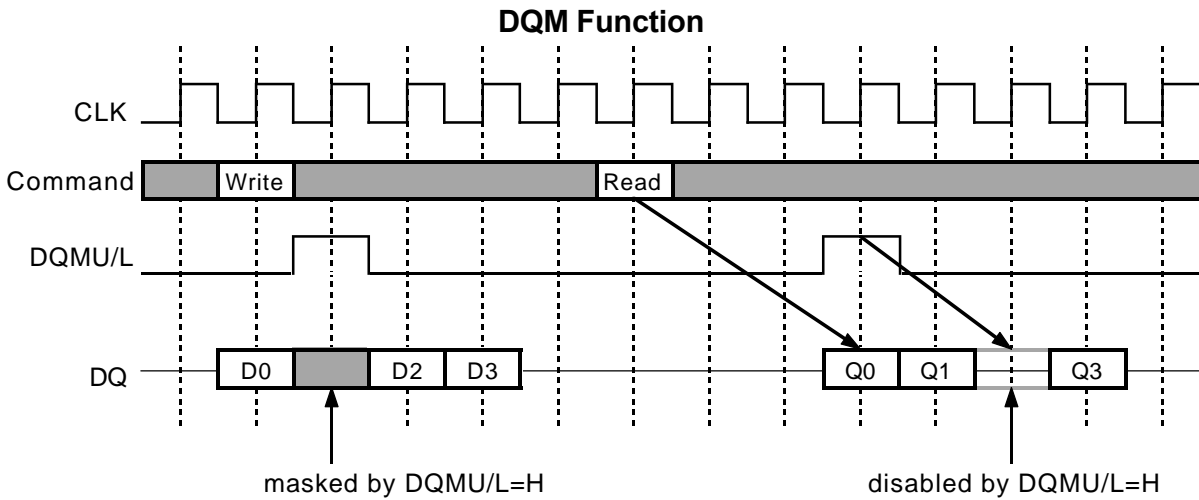 DQM Function
CLK
Command
Write
Read
DQMU/L
DQ
D0
D2
D3
Q0
Q1
Q3
masked by DQMU/L=H
disabled by DQMU/L=H